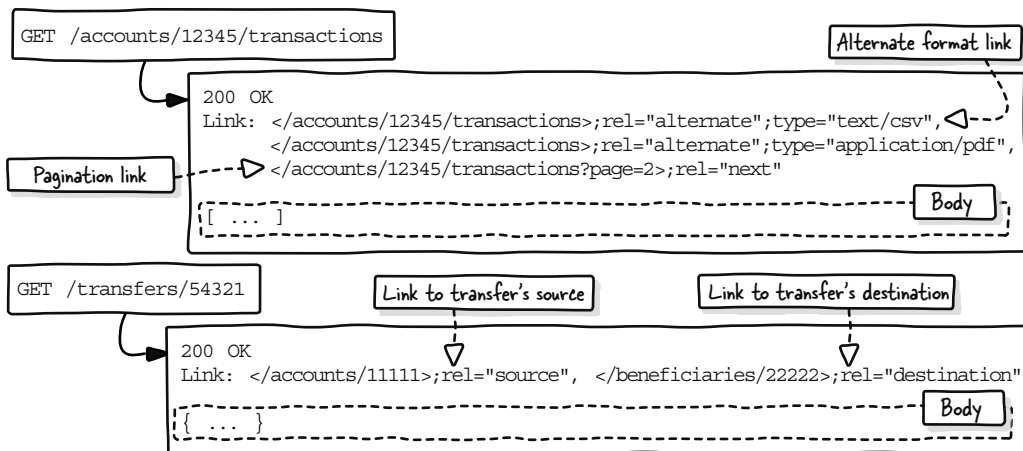 GET /accounts/12345/transactions
Alternate format link
200 OK
Link: </accounts/12345/transactions>;rel="alternate";type="text/csv",
</accounts/12345/transactions>;rel="alternate";type="application/pdf",
Pagination link
</accounts/12345/transactions?page=2>;rel="next"
Body
[ ... ]
GET /transfers/54321
Link to transfer's source
Link to transfer's destination
200 OK
Link: </accounts/11111>;rel="source", </beneficiaries/22222>;rel="destination"
Body
{ ... }